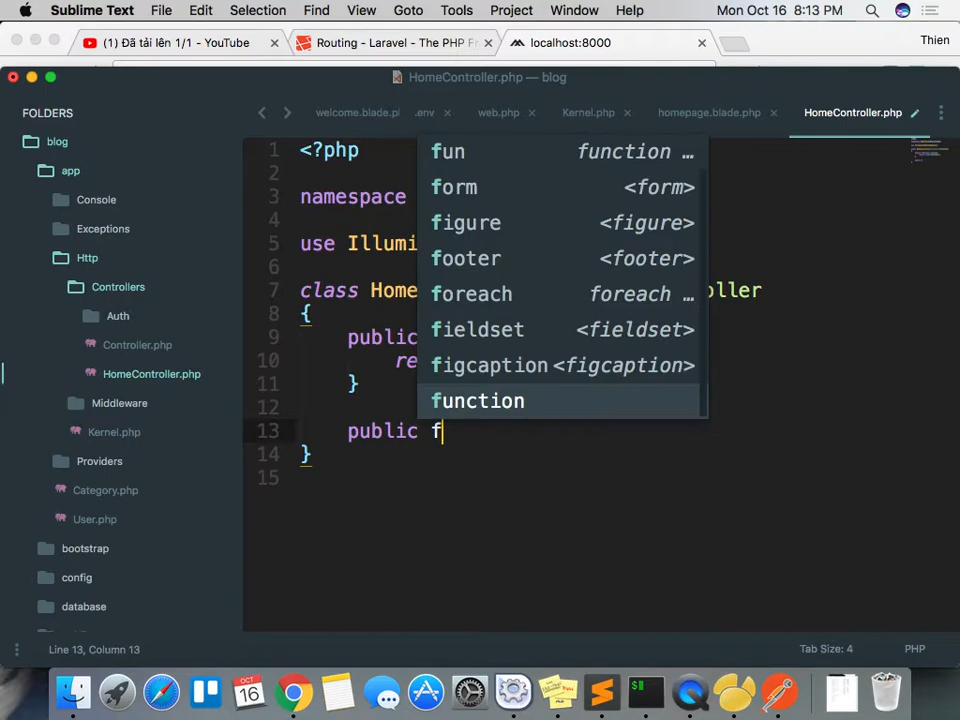 Sublime Text File Edit Selection Find View Goto Tools Project Window Help Mon Oct 16 8:13 PM
(1) Đã tải lên 1/1 - YouTube Routing - Laravel - The PHP Fr localhost:8000 Thien
HomeController.php — blog
FOLDERS
blog
app
Console
Exceptions
Http
Controllers
Auth
Controller.php
HomeController.php
Middleware
Kernel.php
Providers
Category.php
User.php
bootstrap
config
database
welcome.blade.p .env web.php Kernel.php homepage.blade.php HomeController.php
1 <?php
2
3 namespace
4
5 use Illumi
6
7 class Home oller
8 {
9 public
10 re
11 }
12
13 public f
14 }
15
fun function …
form <form>
figure <figure>
footer <footer>
foreach foreach …
fieldset <fieldset>
figcaption <figcaption>
function
Line 13, Column 13 Tab Size: 4 PHP
OCT
16